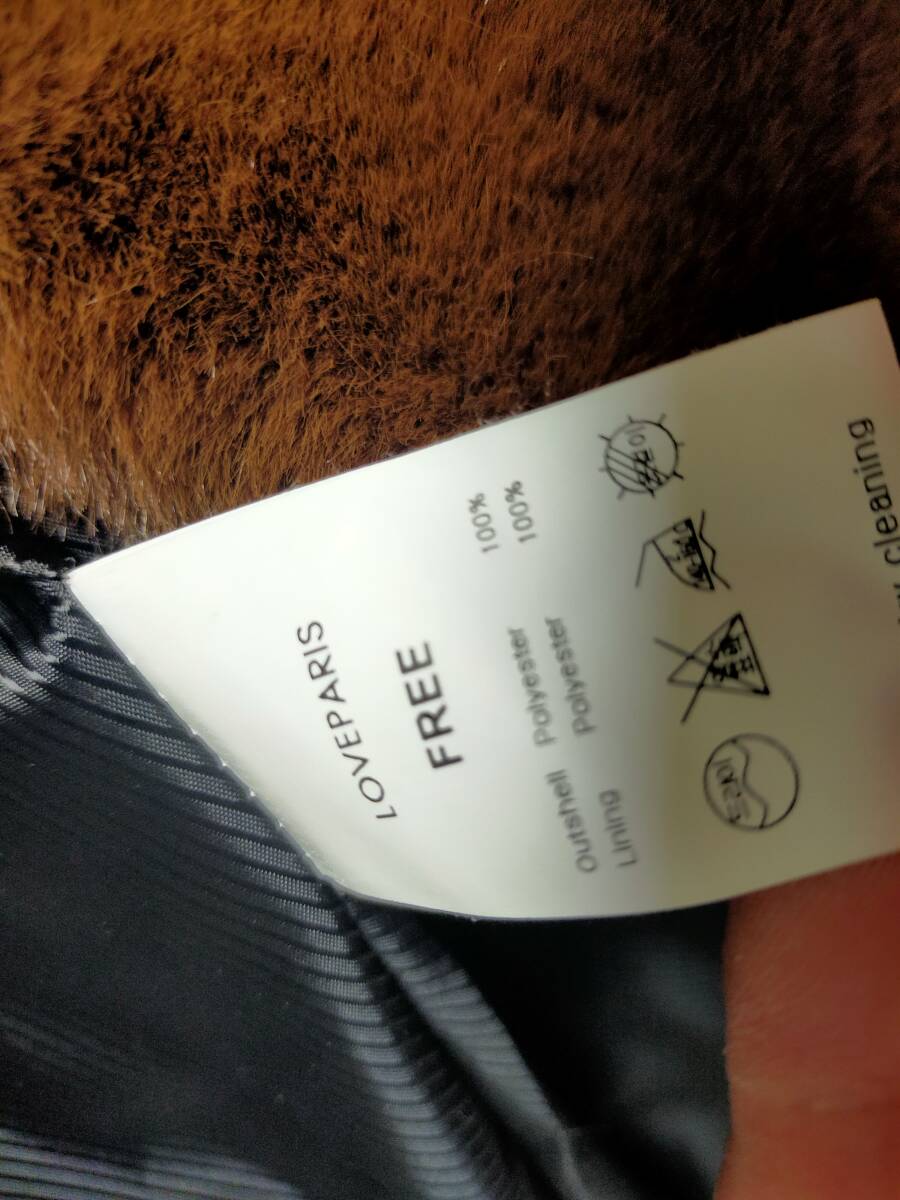 LOVEPARIS
FREE
Outshell Polyester 100%
Lining Polyester 100%
Cleaning